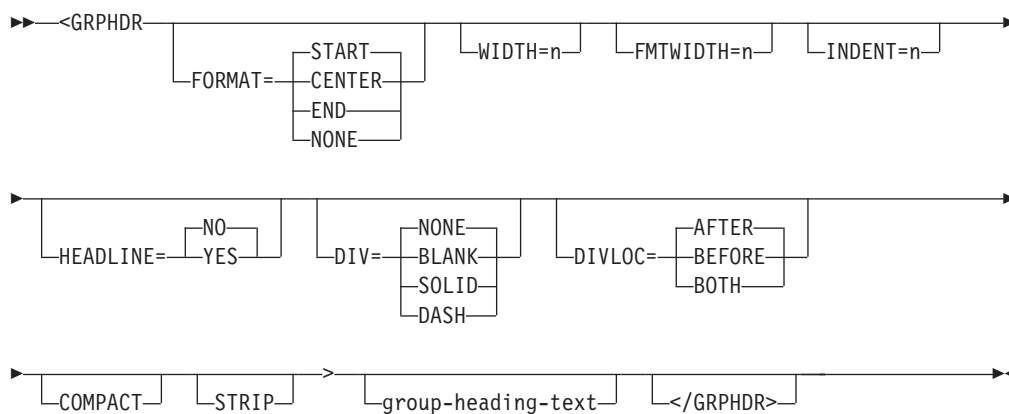 <GRPHDR
FORMAT= START
CENTER
END
NONE
WIDTH=n FMTWIDTH=n INDENT=n
HEADLINE= NO
YES
DIV= NONE
BLANK
SOLID
DASH
DIVLOC= AFTER
BEFORE
BOTH
COMPACT STRIP > group-heading-text </GRPHDR>